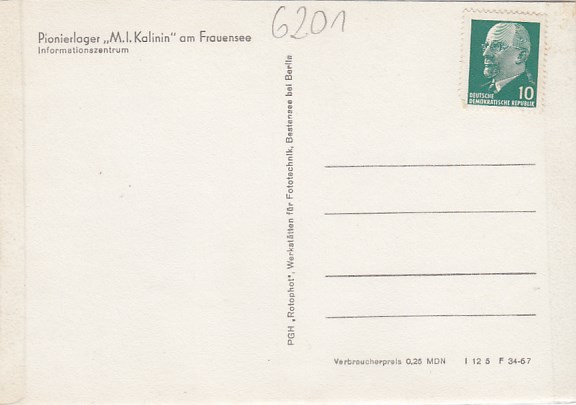 Pionierlager „M.I. Kalinin" am Frauensee
Informationszentrum
6201
10
DEUTSCHE
DEMOKRATISCHE REPUBLIK
PGH „Rotophot", Werkstätten für Fototechnik, Bestensee bei Berlin
Verbraucherpreis 0,25 MDN I 12 5 F 34-67